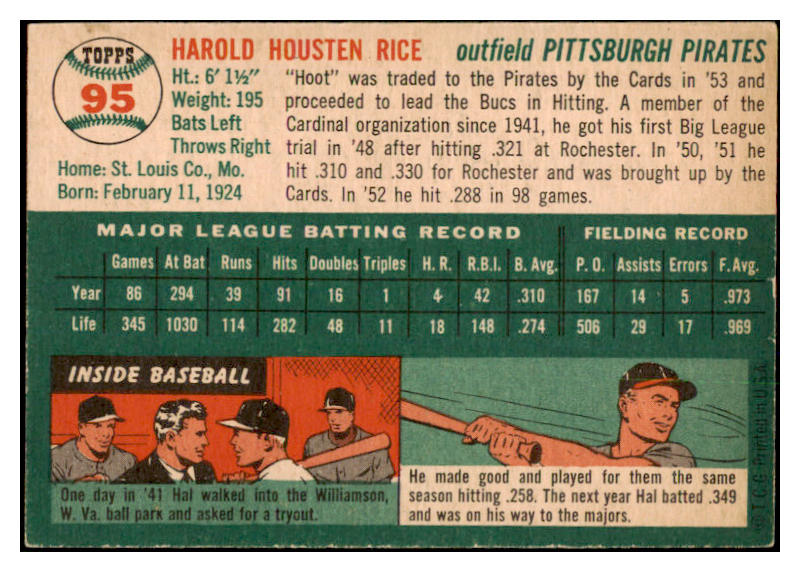 TOPPS
95
HAROLD HOUSTEN RICE outfield PITTSBURGH PIRATES
Ht.: 6' 1½"
Weight: 195
Bats Left
Throws Right
Home: St. Louis Co., Mo.
Born: February 11, 1924
"Hoot" was traded to the Pirates by the Cards in '53 and
proceeded to lead the Bucs in Hitting. A member of the
Cardinal organization since 1941, he got his first Big League
trial in '48 after hitting .321 at Rochester. In '50, '51 he
hit .310 and .330 for Rochester and was brought up by the
Cards. In '52 he hit .288 in 98 games.
MAJOR LEAGUE BATTING RECORD FIELDING RECORD
Games At Bat Runs Hits Doubles Triples H. R. R.B.I. B. Avg. P. O. Assists Errors F.Avg.
Year 86 294 39 91 16 1 4 42 .310 167 14 5 .973
Life 345 1030 114 282 48 11 18 148 .274 506 29 17 .969
INSIDE BASEBALL
One day in '41 Hal walked into the Williamson,
W. Va. ball park and asked for a tryout.
He made good and played for them the same
season hitting .258. The next year Hal batted .349
and was on his way to the majors.
© T.C.G. Printed in U.S.A.